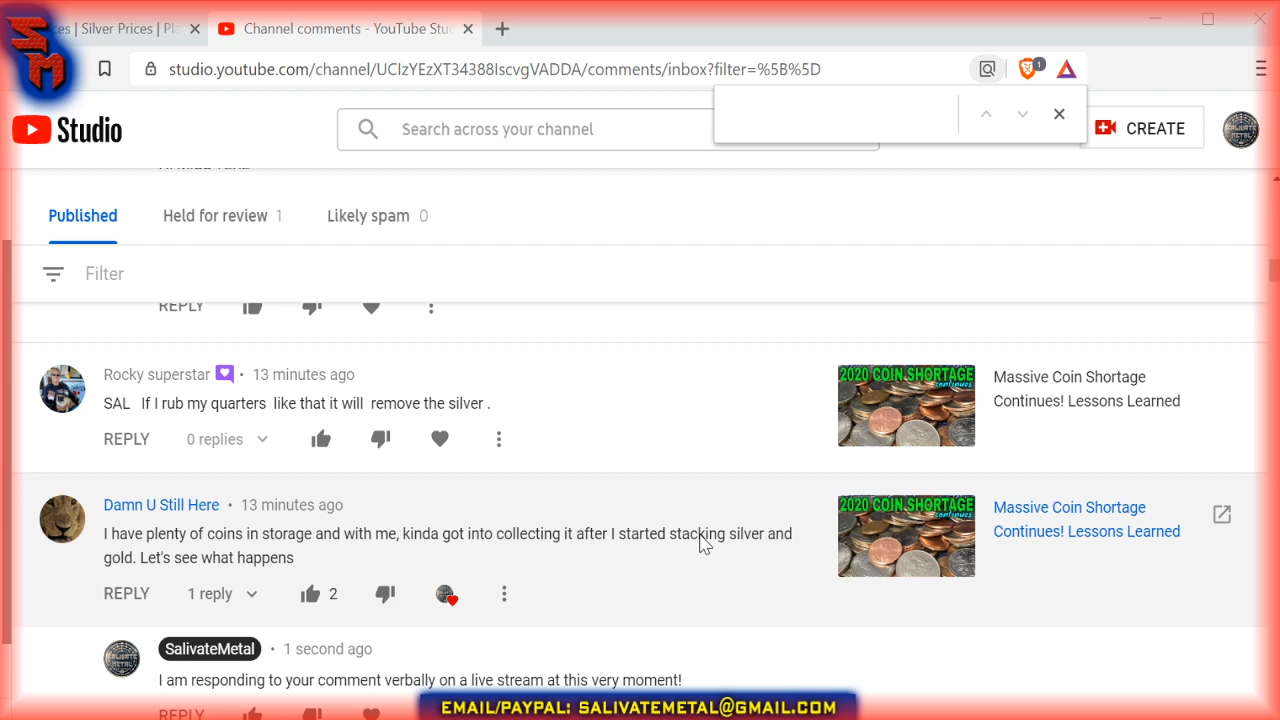 SM
es | Silver Prices | Pla
Channel comments - YouTube Stu
studio.youtube.com/channel/UCIzYEzXT34388IscvgVADDA/comments/inbox?filter=%5B%5D
1
Studio
Search across your channel
CREATE
Published
Held for review 1
Likely spam 0
Filter
REPLY
Rocky superstar • 13 minutes ago
SAL If I rub my quarters like that it will remove the silver .
REPLY 0 replies
2020 COIN SHORTAGE
continues
Massive Coin Shortage
Continues! Lessons Learned
Damn U Still Here • 13 minutes ago
I have plenty of coins in storage and with me, kinda got into collecting it after I started stacking silver and
gold. Let's see what happens
REPLY 1 reply 2
2020 COIN SHORTAGE
continues
Massive Coin Shortage
Continues! Lessons Learned
SalivateMetal • 1 second ago
I am responding to your comment verbally on a live stream at this very moment!
REPLY
EMAIL/PAYPAL: SALIVATEMETAL@GMAIL.COM